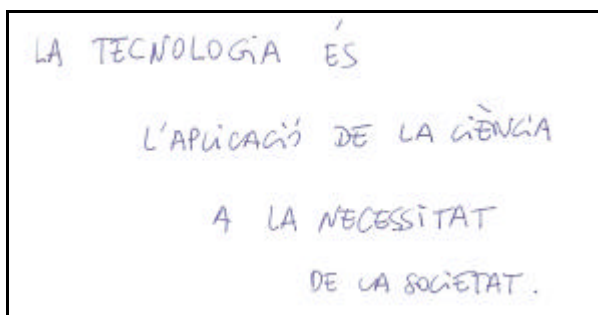 LA TECNOLOGIA ÉS
L'APLICACIÓ DE LA CIÈNCIA
A LA NECESSITAT
DE LA SOCIETAT.